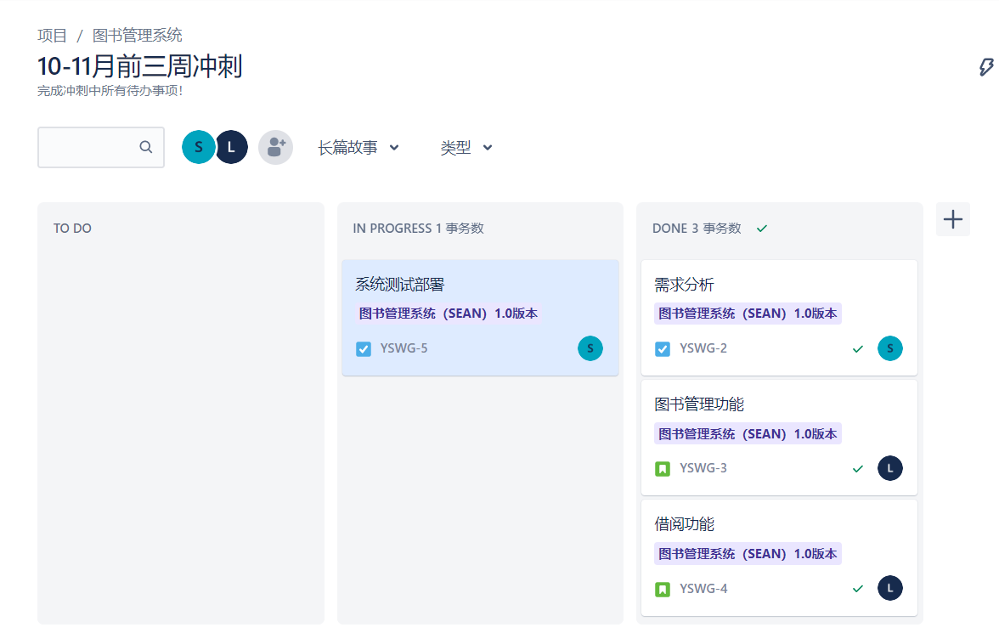 项目 / 图书管理系统
10-11月前三周冲刺
完成冲刺中所有待办事项！
S L 长篇故事 类型
TO DO
IN PROGRESS 1 事务数
系统测试部署
图书管理系统（SEAN）1.0版本
YSWG-5 S
DONE 3 事务数
需求分析
图书管理系统（SEAN）1.0版本
YSWG-2 S
图书管理功能
图书管理系统（SEAN）1.0版本
YSWG-3 L
借阅功能
图书管理系统（SEAN）1.0版本
YSWG-4 L